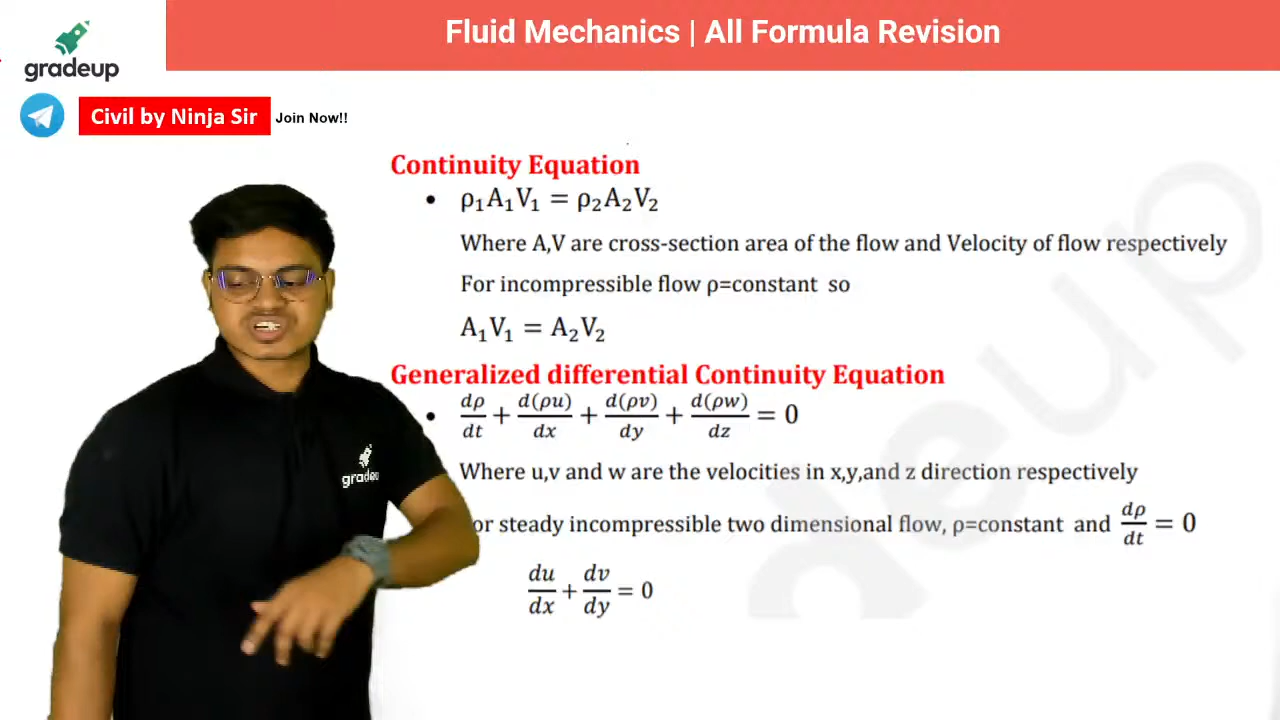 Fluid Mechanics | All Formula Revision
gradeup
Civil by Ninja Sir Join Now!!
Continuity Equation
• ρ₁A₁V₁ = ρ₂A₂V₂
Where A,V are cross-section area of the flow and Velocity of flow respectively
For incompressible flow ρ=constant so
A₁V₁ = A₂V₂
Generalized differential Continuity Equation
• dρ/dt + d(ρu)/dx + d(ρv)/dy + d(ρw)/dz = 0
Where u,v and w are the velocities in x,y,and z direction respectively
or steady incompressible two dimensional flow, ρ=constant and dρ/dt = 0
du/dx + dv/dy = 0
gradeu
deup